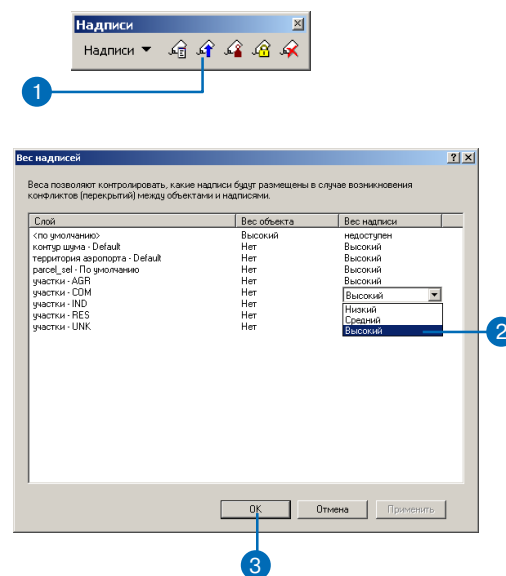 Надписи
Надписи
1
Вес надписей
Веса позволяют контролировать, какие надписи будут размещены в случае возникновения
конфликтов (перекрытий) между объектами и надписями.
Слой Вес объекта Вес надписи
<по умолчанию> Высокий недоступен
контур шума - Default Нет Высокий
территория аэропорта - Default Нет Высокий
parcel_sel - По умолчанию Нет Высокий
участки - AGR Нет Высокий
участки - COM Нет Высокий
участки - IND Нет Низкий
участки - RES Нет Средний
участки - UNK Нет Высокий
2
OK Отмена Применить
3